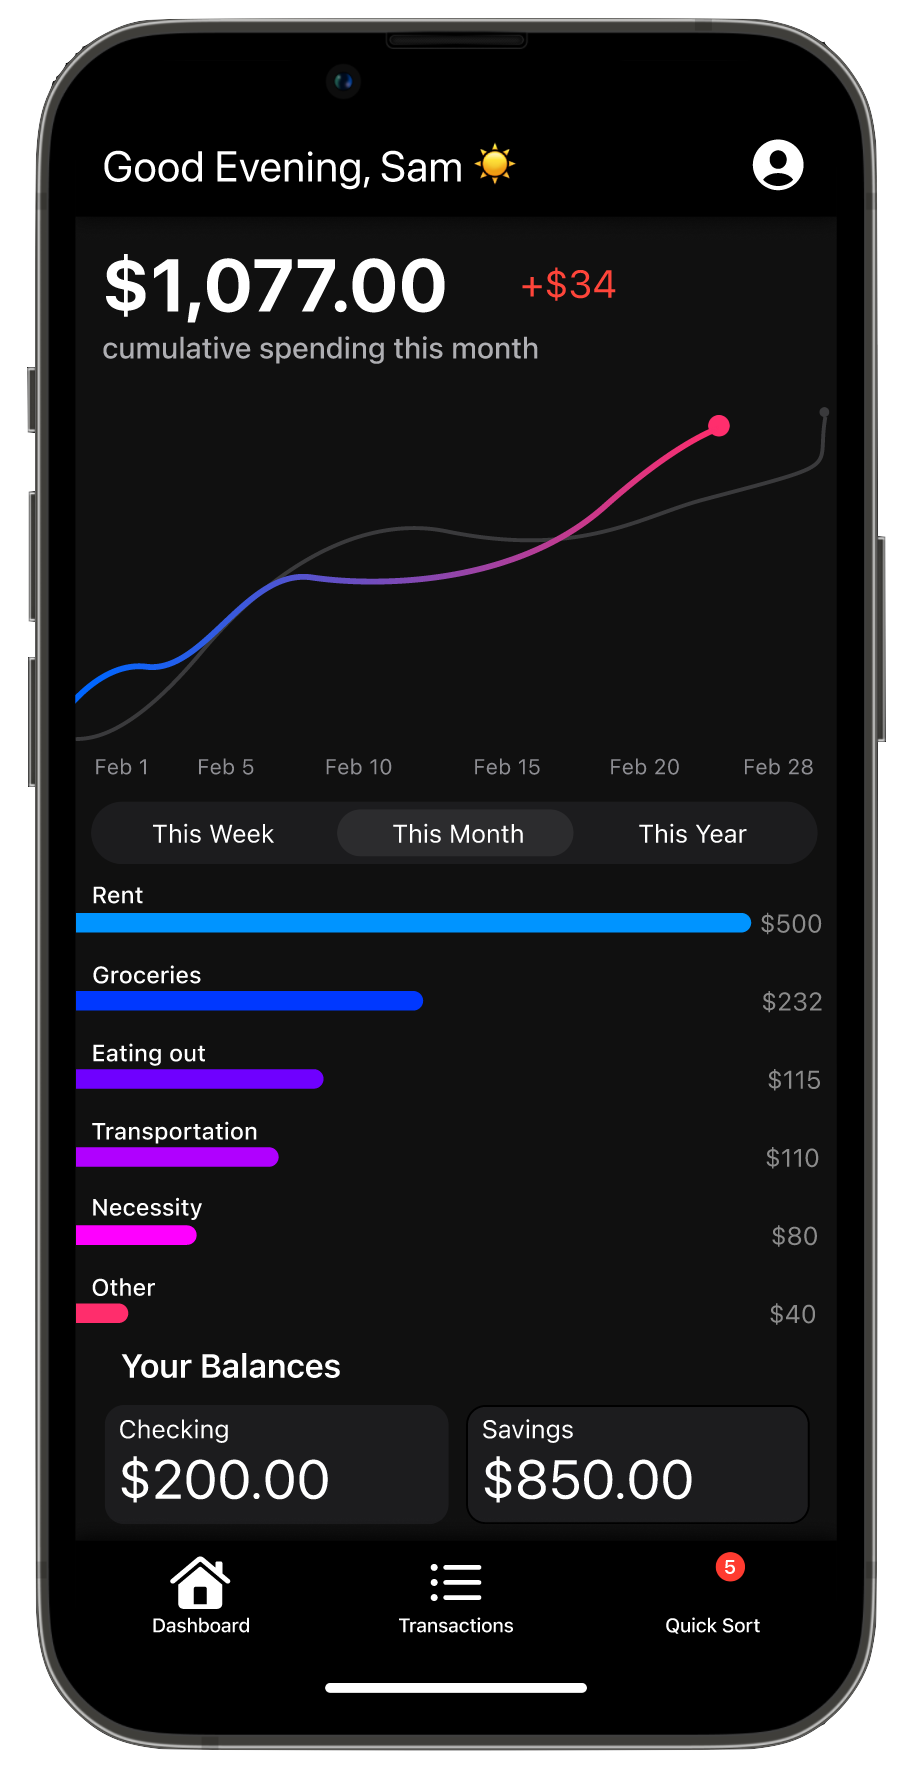 Good Evening, Sam ☀️
$1,077.00 +$34
cumulative spending this month
Feb 1 Feb 5 Feb 10 Feb 15 Feb 20 Feb 28
This Week This Month This Year
Rent
$500
Groceries
$232
Eating out
$115
Transportation
$110
Necessity
$80
Other
$40
Your Balances
Checking Savings
$200.00 $850.00
5
Dashboard Transactions Quick Sort